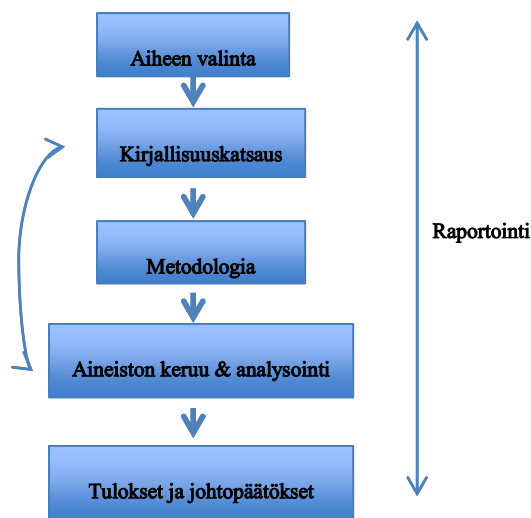 Aiheen valinta
Kirjallisuuskatsaus
Metodologia
Aineiston keruu & analysointi
Tulokset ja johtopäätökset
Raportointi